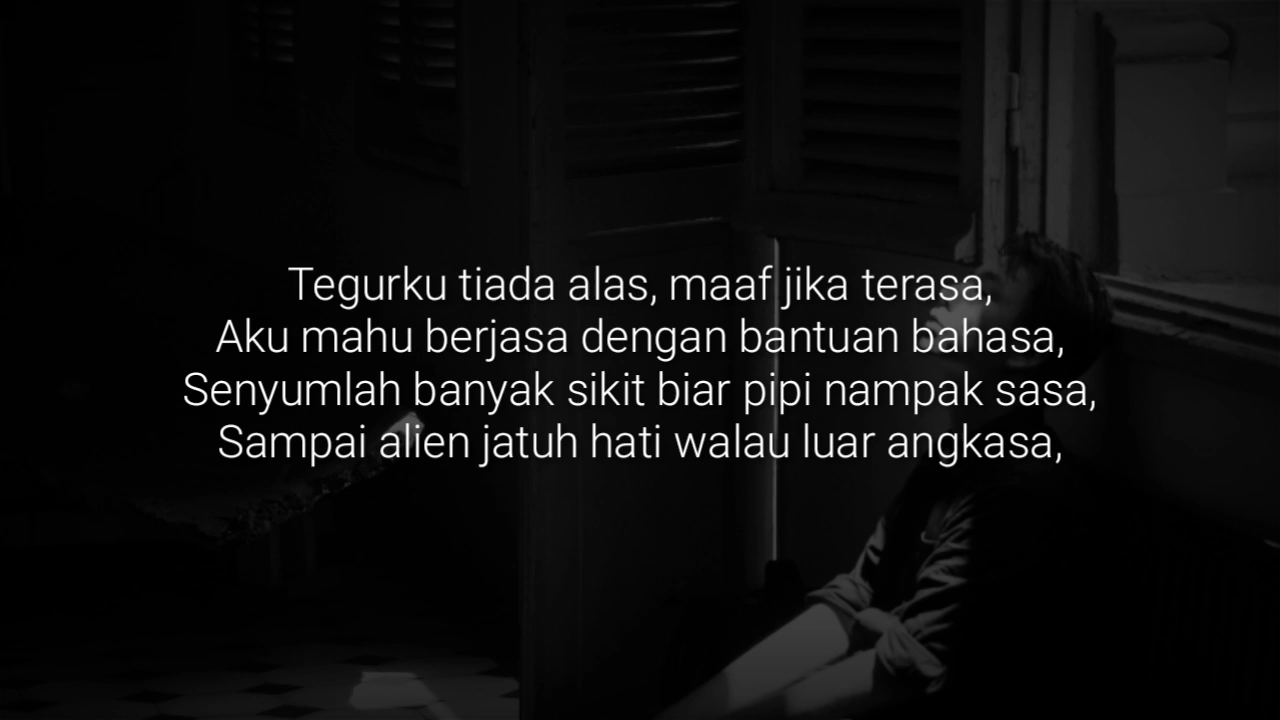 Tegurku tiada alas, maaf jika terasa,
Aku mahu berjasa dengan bantuan bahasa,
Senyumlah banyak sikit biar pipi nampak sasa,
Sampai alien jatuh hati walau luar angkasa,